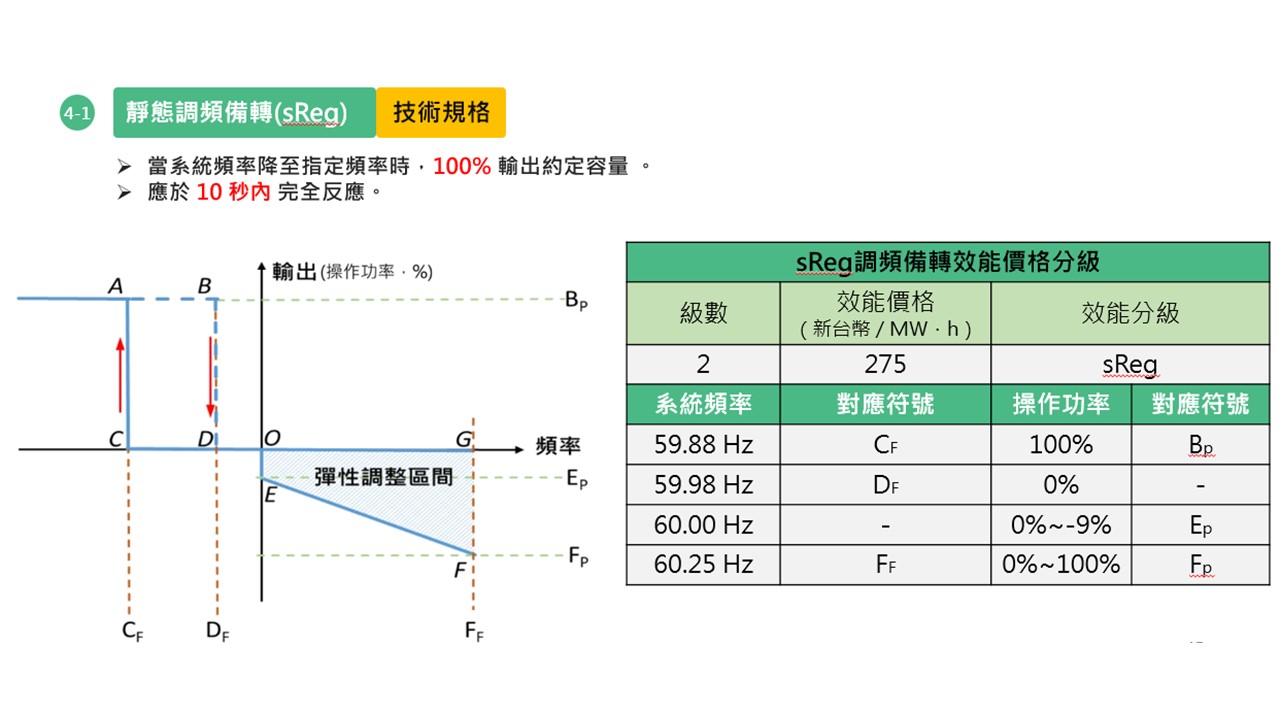 4-1 靜態調頻備轉(sReg) 技術規格
➢ 當系統頻率降至指定頻率時，100% 輸出約定容量 。
➢ 應於 10 秒內 完全反應。
輸出(操作功率，%)
A B Bₚ
C D O G 頻率
彈性調整區間 Eₚ
E
Fₚ
F
C_F D_F F_F
sReg調頻備轉效能價格分級
級數 效能價格 效能分級
(新台幣/MW·h)
2 275 sReg
系統頻率 對應符號 操作功率 對應符號
59.88 Hz C_F 100% Bₚ
59.98 Hz D_F 0% -
60.00 Hz - 0%~-9% Eₚ
60.25 Hz F_F 0%~100% Fₚ